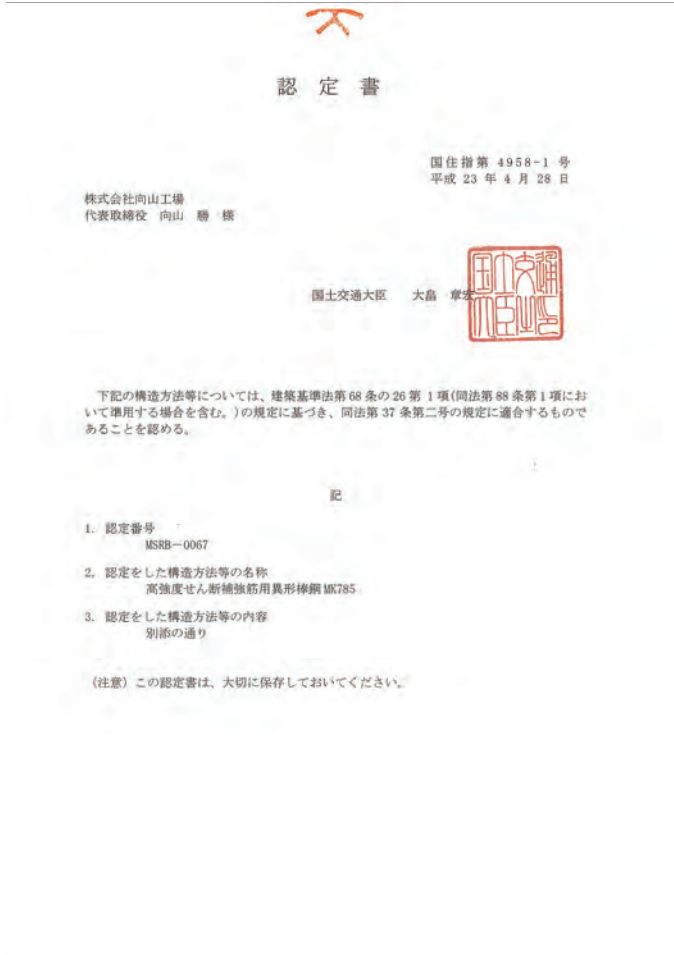 認 定 書
国住指第 4958-1 号
平成 23 年 4 月 28 日
株式会社向山工場
代表取締役 向山 勝 様
国土交通大臣 大畠 章宏
下記の構造方法等については、建築基準法第 68 条の 26 第 1 項(同法第 88 条第 1 項にお
いて準用する場合を含む。)の規定に基づき、同法第 37 条第二号の規定に適合するもので
あることを認める。
記
1. 認定番号
MSRB-0067
2. 認定をした構造方法等の名称
高強度せん断補強筋用異形棒鋼 MK785
3. 認定をした構造方法等の内容
別添の通り
(注意) この認定書は、大切に保存しておいてください。